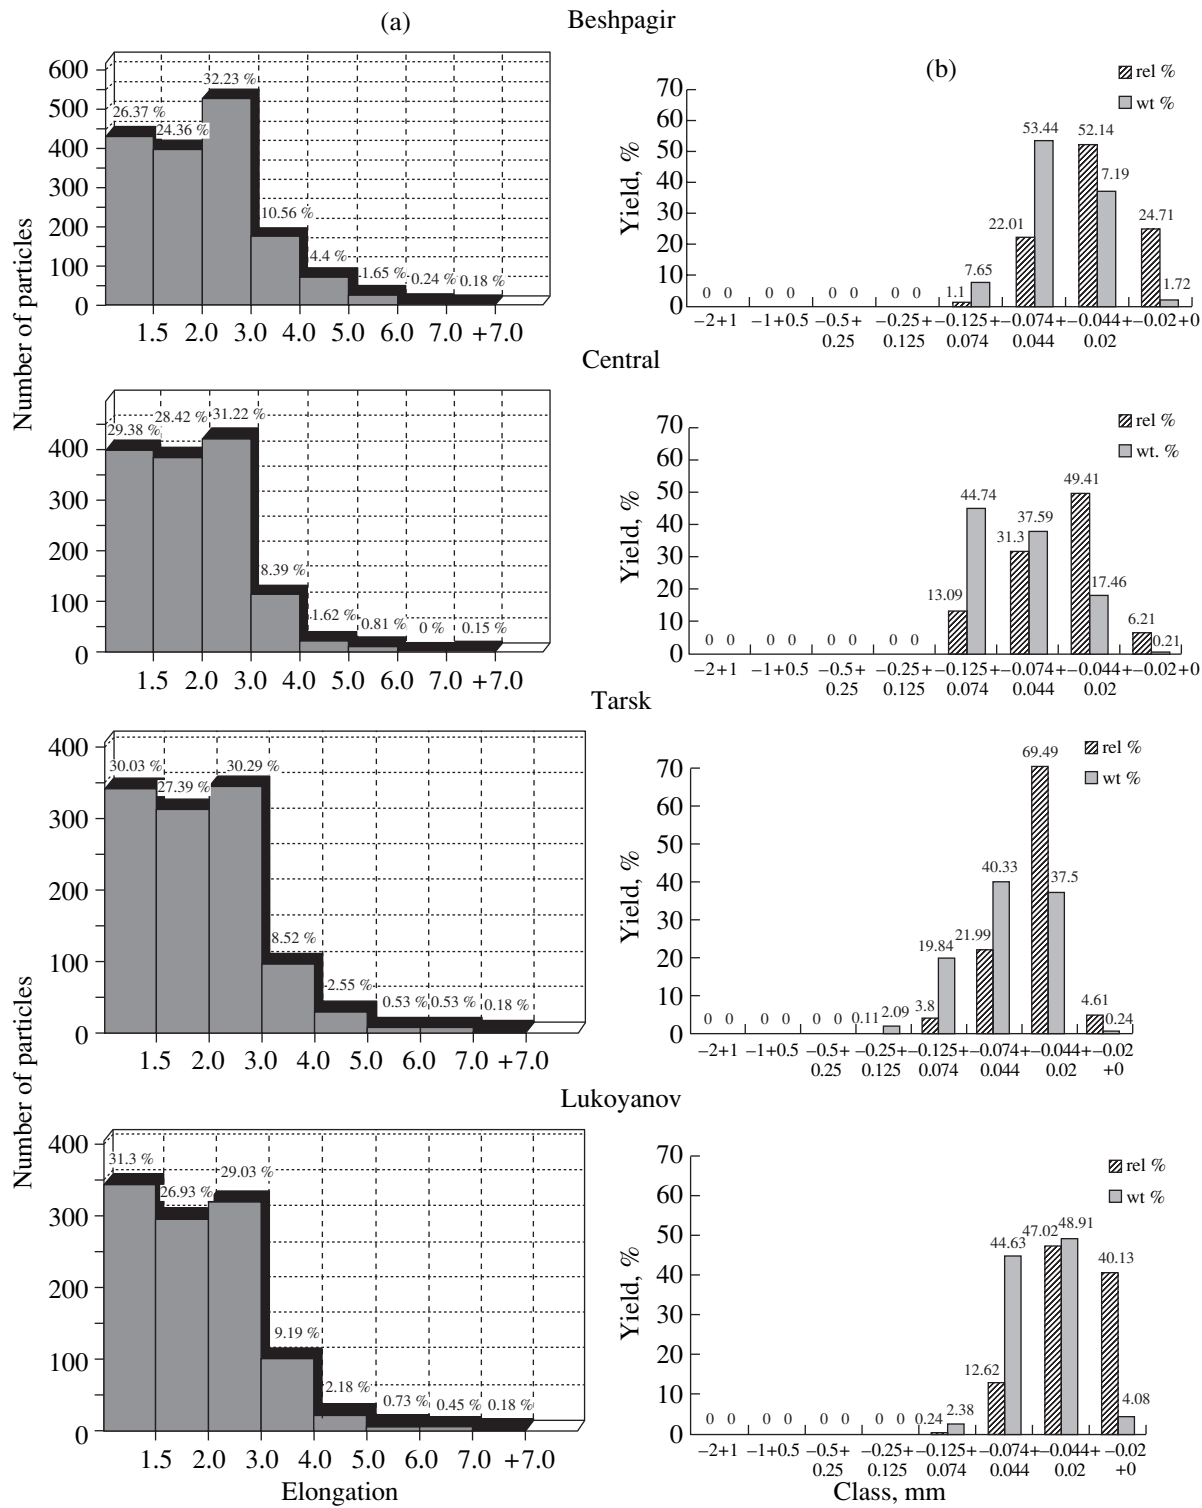 (a)
Beshpagir
Number of particles
600
500
400
300
200
100
0
26.37 %
24.36 %
32.23 %
10.56 %
4.4 %
1.65 %
0.24 %
0.18 %
1.5 2.0 3.0 4.0 5.0 6.0 7.0 +7.0
(b)
rel %
wt %
Yield, %
70
60
50
40
30
20
10
0
0 0 0 0 0 0 0 0
1.1 7.65
22.01 53.44
52.14 7.19
24.71 1.72
−2+1 −1+0.5 −0.5+ −0.25+ −0.125+ −0.074+ −0.044+ −0.02+0
0.25 0.125 0.074 0.044 0.02
Central
400
300
200
100
0
29.38 %
28.42 %
31.22 %
8.39 %
1.62 %
0.81 %
0 %
0.15 %
1.5 2.0 3.0 4.0 5.0 6.0 7.0 +7.0
rel %
wt. %
Yield, %
70
60
50
40
30
20
10
0
0 0 0 0 0 0 0 0
13.09 44.74
31.3 37.59
49.41 17.46
6.21 0.21
−2+1 −1+0.5 −0.5+ −0.25+ −0.125+ −0.074+ −0.044+ −0.02+0
0.25 0.125 0.074 0.044 0.02
Tarsk
Number of particles
400
300
200
100
0
30.03 %
27.39 %
30.29 %
8.52 %
2.55 %
0.53 %
0.53 %
0.18 %
1.5 2.0 3.0 4.0 5.0 6.0 7.0 +7.0
rel %
wt %
Yield, %
70
60
50
40
30
20
10
0
0 0 0 0 0 0
0.11 2.09
3.8 19.84
21.99 40.33
69.49 37.5
4.61 0.24
−2+1 −1+0.5 −0.5+ −0.25+ −0.125+ −0.074+ −0.044+ −0.02
0.25 0.125 0.074 0.044 0.02 +0
Lukoyanov
400
300
200
100
0
31.3 %
26.93 %
29.03 %
9.19 %
2.18 %
0.73 %
0.45 %
0.18 %
1.5 2.0 3.0 4.0 5.0 6.0 7.0 +7.0
Elongation
rel %
wt %
Yield, %
70
60
50
40
30
20
10
0
0 0 0 0 0 0 0 0
0.24 2.38
12.62 44.63
47.02 48.91
40.13 4.08
−2+1 −1+0.5 −0.5+ −0.25+ −0.125+ −0.074+ −0.044+ −0.02
0.25 0.125 0.074 0.044 0.02 +0
Class, mm